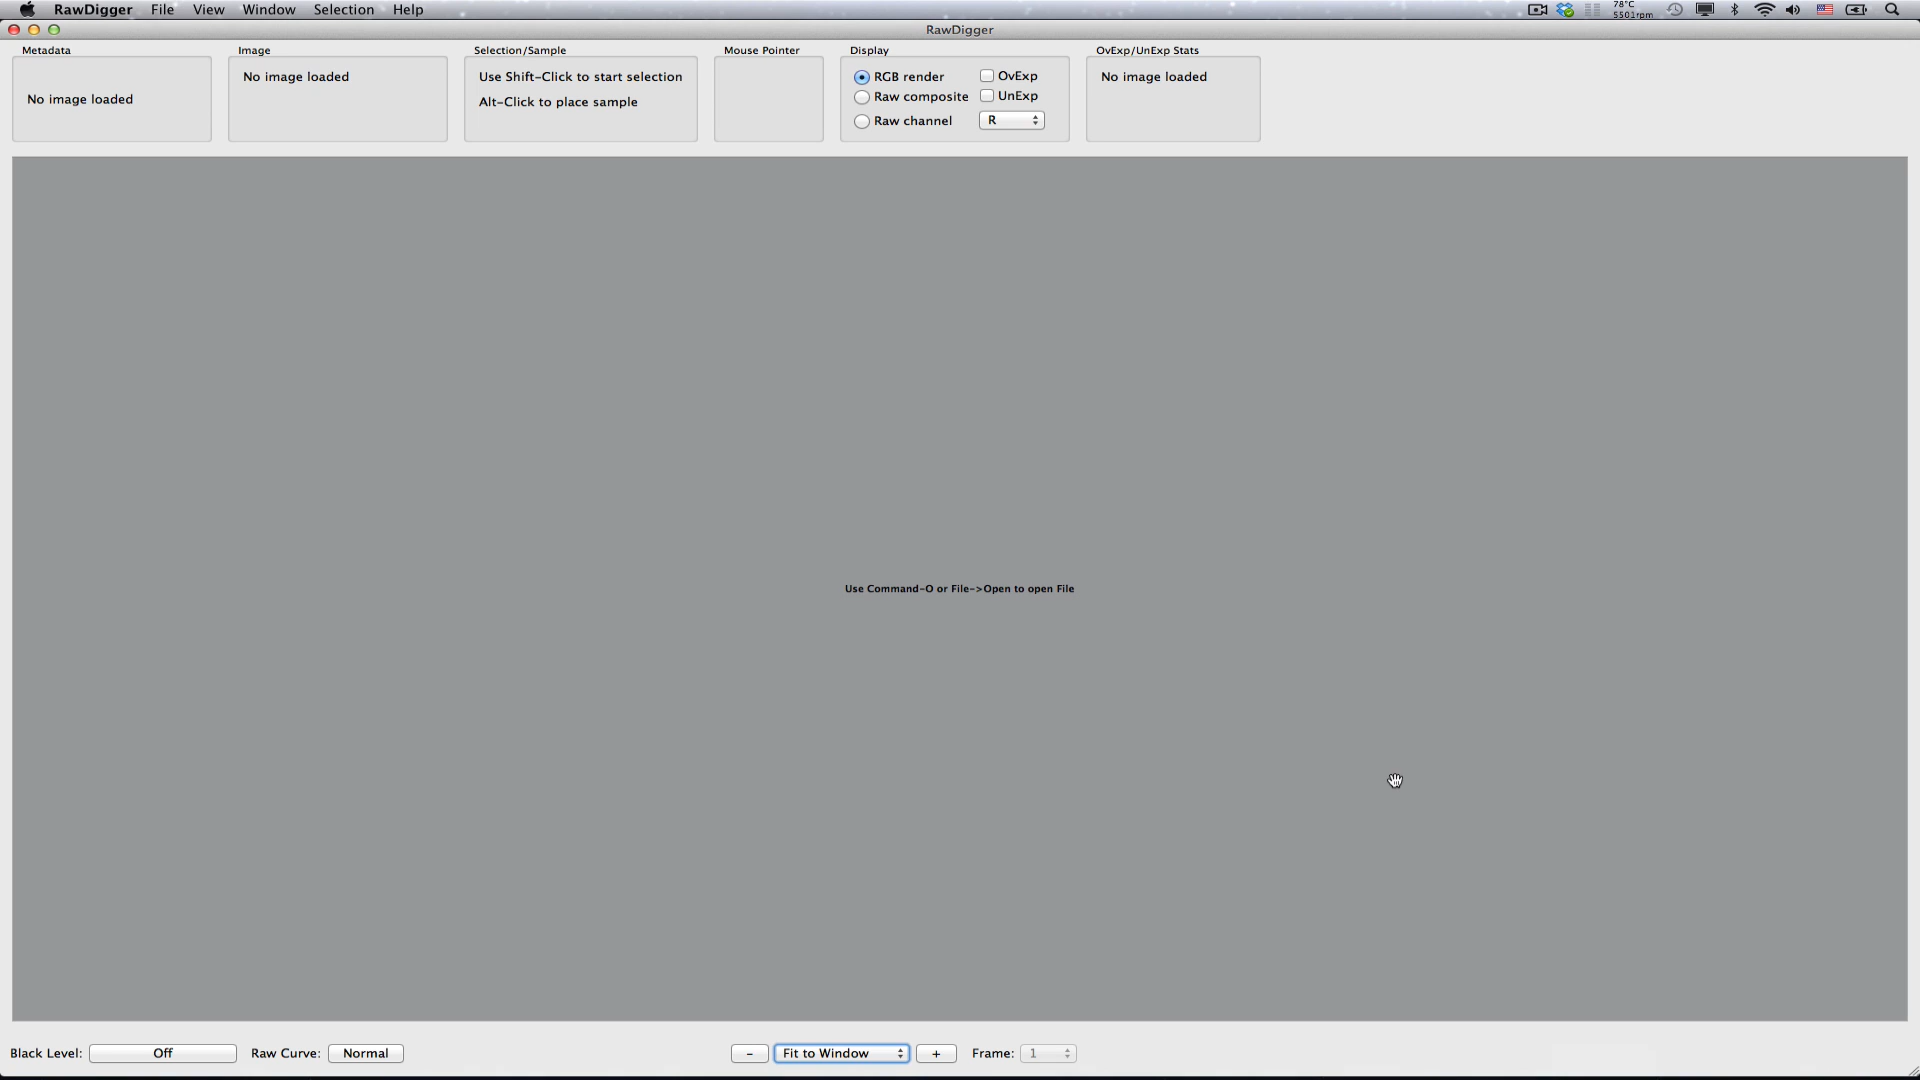 RawDigger File View Window Selection Help
78°C
5501rpm
RawDigger
Metadata
No image loaded
Image
No image loaded
Selection/Sample
Use Shift-Click to start selection
Alt-Click to place sample
Mouse Pointer
Display
RGB render OvExp
Raw composite UnExp
Raw channel R
OvExp/UnExp Stats
No image loaded
Use Command-O or File->Open to open File
Black Level: Off Raw Curve: Normal - Fit to Window + Frame: 1